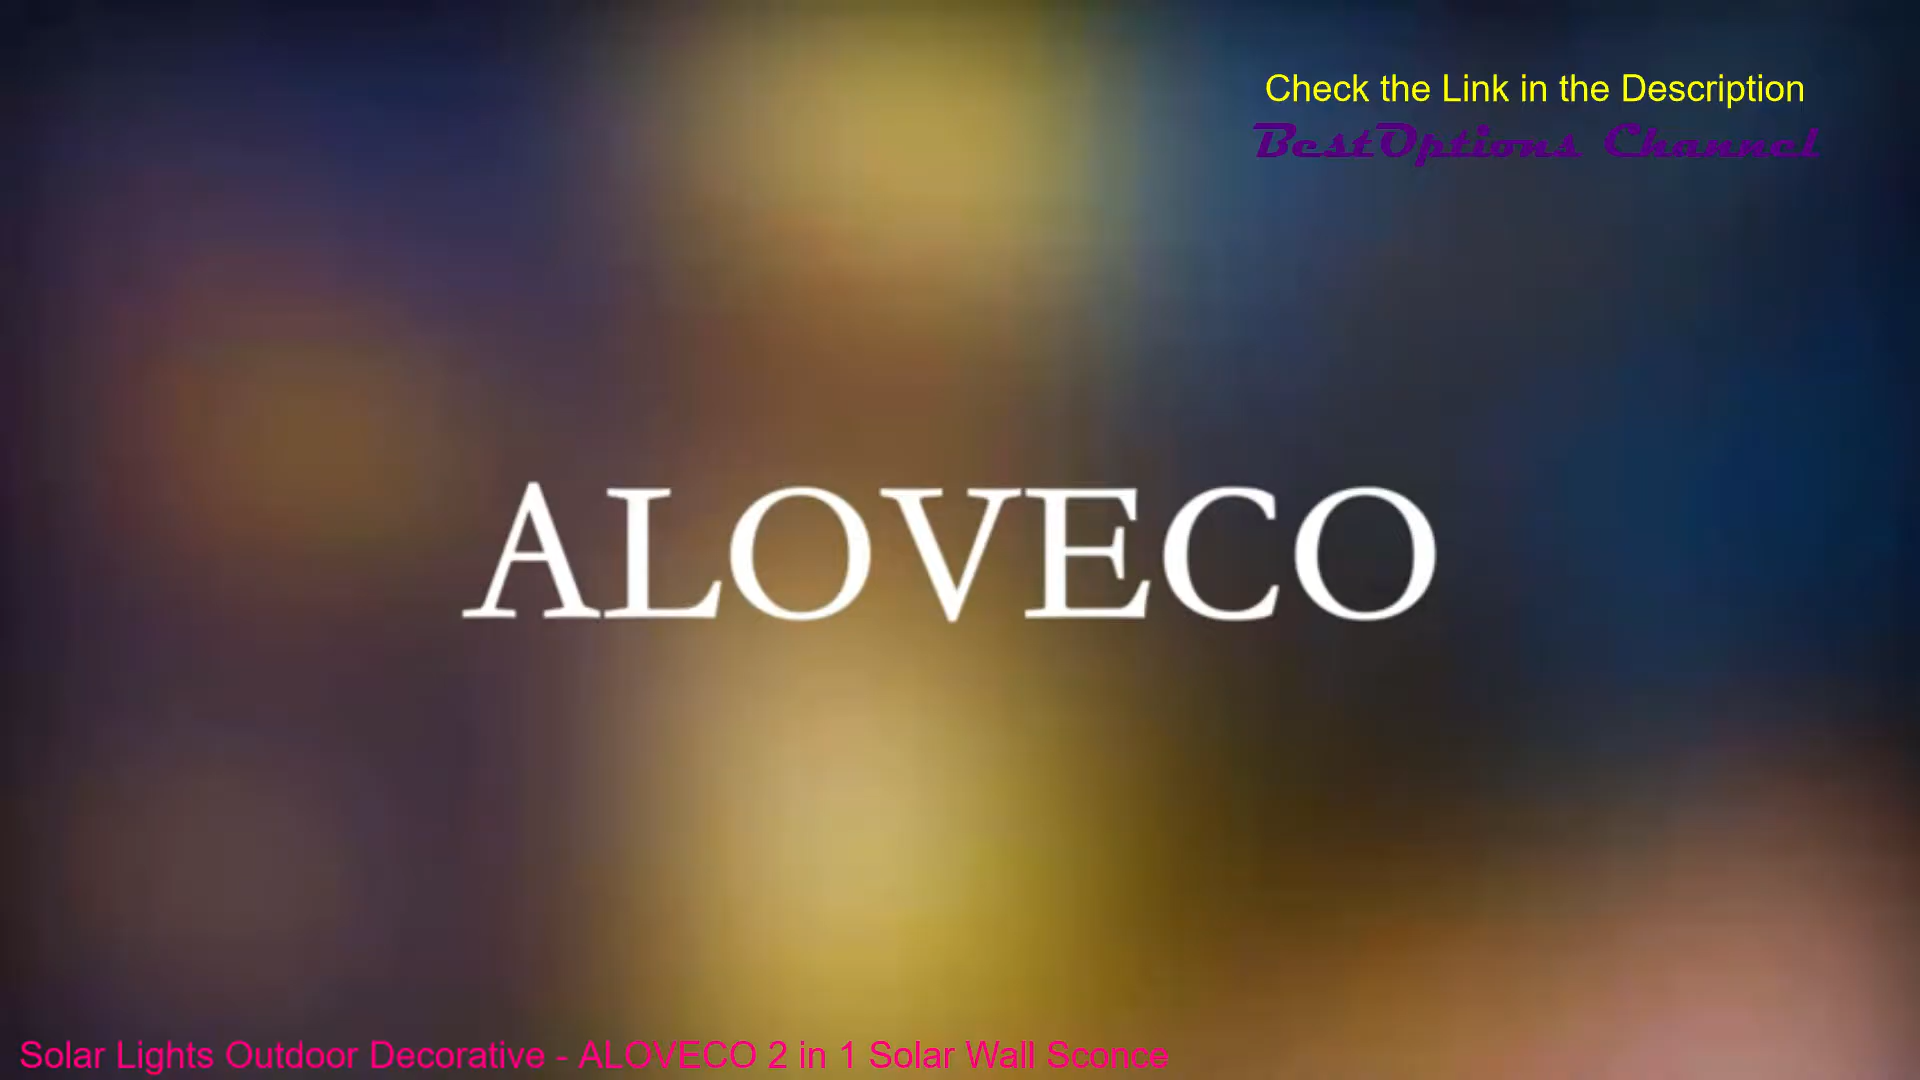 Check the Link in the Description
BestOptions Channel
ALOVECO
Solar Lights Outdoor Decorative - ALOVECO 2 in 1 Solar Wall Sconce